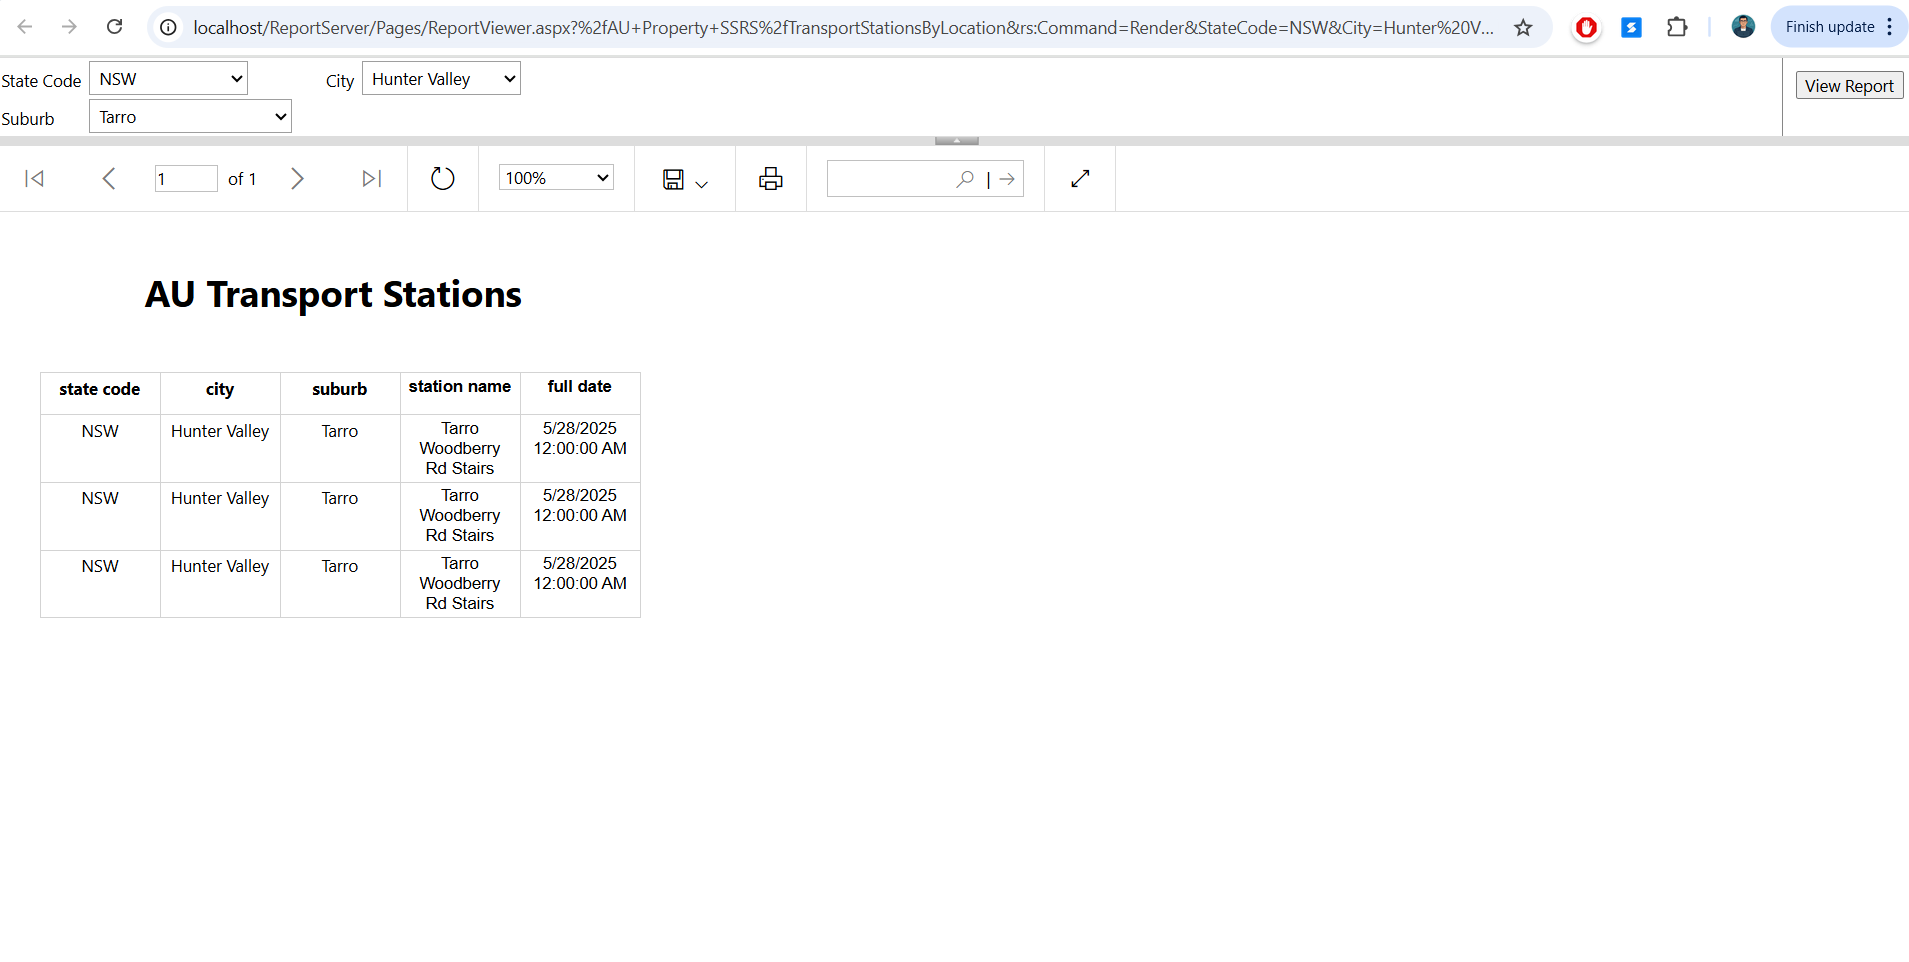 localhost/ReportServer/Pages/ReportViewer.aspx?%2fAU+Property+SSRS%2fTransportStationsByLocation&rs:Command=Render&StateCode=NSW&City=Hunter%20V...
Finish update
State Code NSW City Hunter Valley
View Report
Suburb Tarro
1 of 1 100%
AU Transport Stations
state code city suburb station name full date
NSW Hunter Valley Tarro Tarro 5/28/2025
Woodberry 12:00:00 AM
Rd Stairs
NSW Hunter Valley Tarro Tarro 5/28/2025
Woodberry 12:00:00 AM
Rd Stairs
NSW Hunter Valley Tarro Tarro 5/28/2025
Woodberry 12:00:00 AM
Rd Stairs